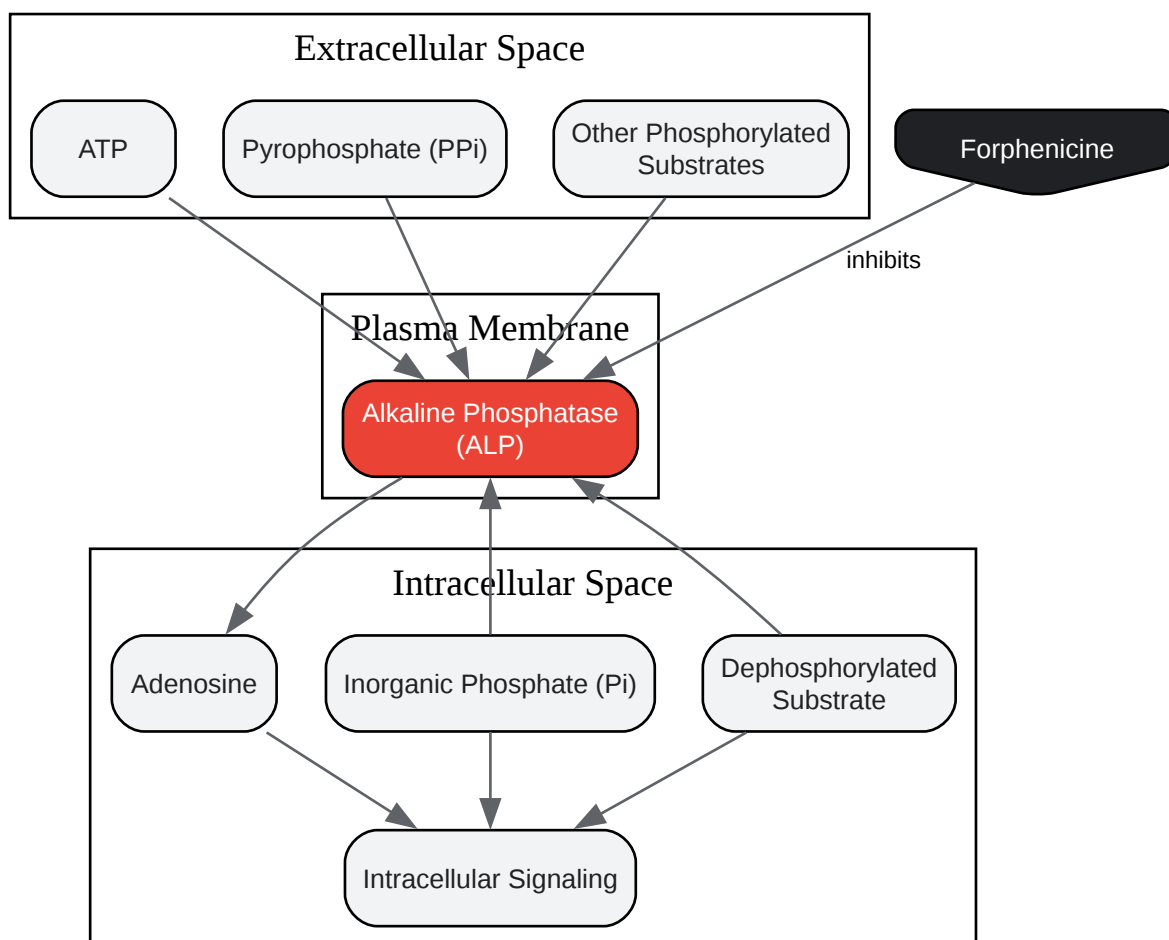 Extracellular Space
ATP
Pyrophosphate (PPi)
Other Phosphorylated
Substrates
Forphenicine
inhibits
Plasma Membrane
Alkaline Phosphatase
(ALP)
Intracellular Space
Adenosine
Inorganic Phosphate (Pi)
Dephosphorylated
Substrate
Intracellular Signaling